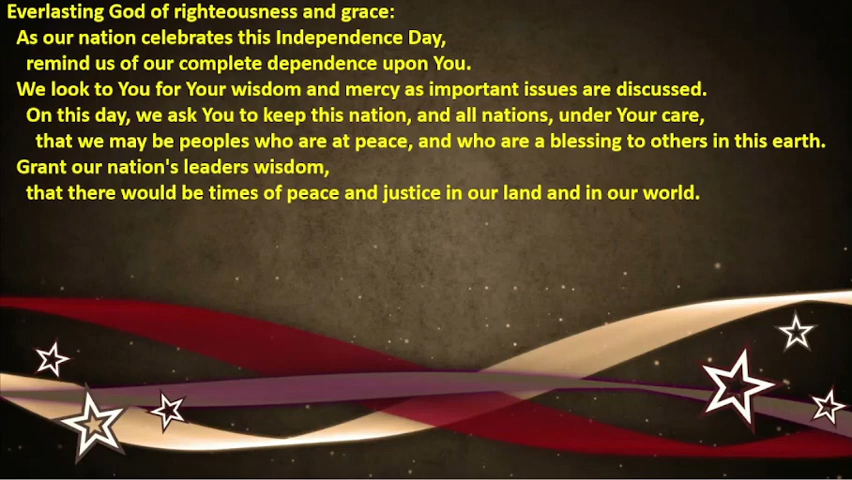 Everlasting God of righteousness and grace:
As our nation celebrates this Independence Day,
remind us of our complete dependence upon You.
We look to You for Your wisdom and mercy as important issues are discussed.
On this day, we ask You to keep this nation, and all nations, under Your care,
that we may be peoples who are at peace, and who are a blessing to others in this earth.
Grant our nation's leaders wisdom,
that there would be times of peace and justice in our land and in our world.